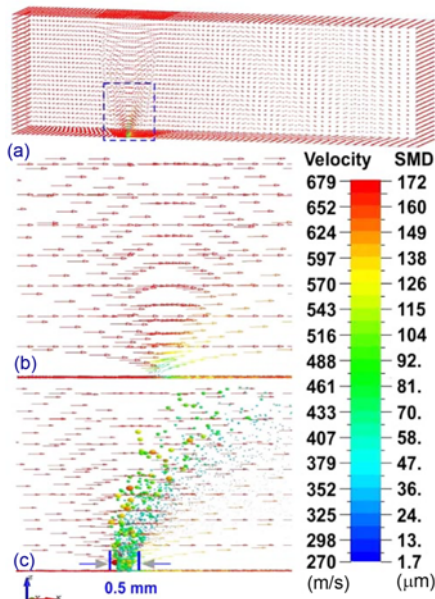 (a)
Velocity SMD
679 172
652 160
624 149
597 138
570 126
543 115
516 104
488 92.
461 81.
433 70.
407 58.
379 47.
352 36.
325 24.
298 13.
270 1.7
(m/s) (μm)
(b)
(c)
0.5 mm